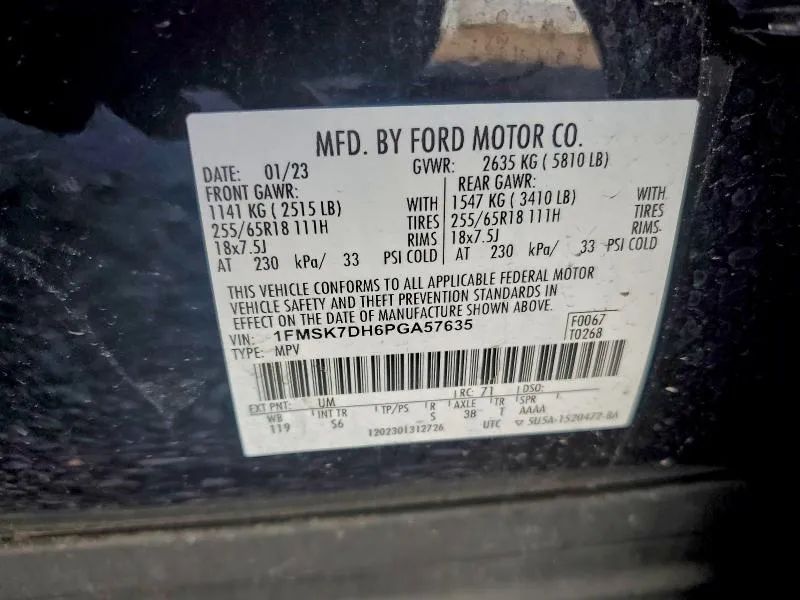 MFD. BY FORD MOTOR CO.
DATE: 01/23 GVWR: 2635 KG ( 5810 LB)
FRONT GAWR: REAR GAWR:
1141 KG ( 2515 LB) WITH 1547 KG ( 3410 LB) WITH
255/65R18 111H TIRES 255/65R18 111H TIRES
18x7.5J RIMS 18x7.5J RIMS
AT 230 kPa/ 33 PSI COLD AT 230 kPa/ 33 PSI COLD
THIS VEHICLE CONFORMS TO ALL APPLICABLE FEDERAL MOTOR
VEHICLE SAFETY AND THEFT PREVENTION STANDARDS IN
EFFECT ON THE DATE OF MANUFACTURE SHOWN ABOVE.
VIN: 1FMSK7DH6PGA57635 F0067
TYPE: MPV T0268
EXT PNT: UM RC: 71 DSO:
WB INT TR TP/PS R AXLE TR SPR
119 S6 S 38 T AAAA
1202301312726 UTC 5U5A-1520472-BA